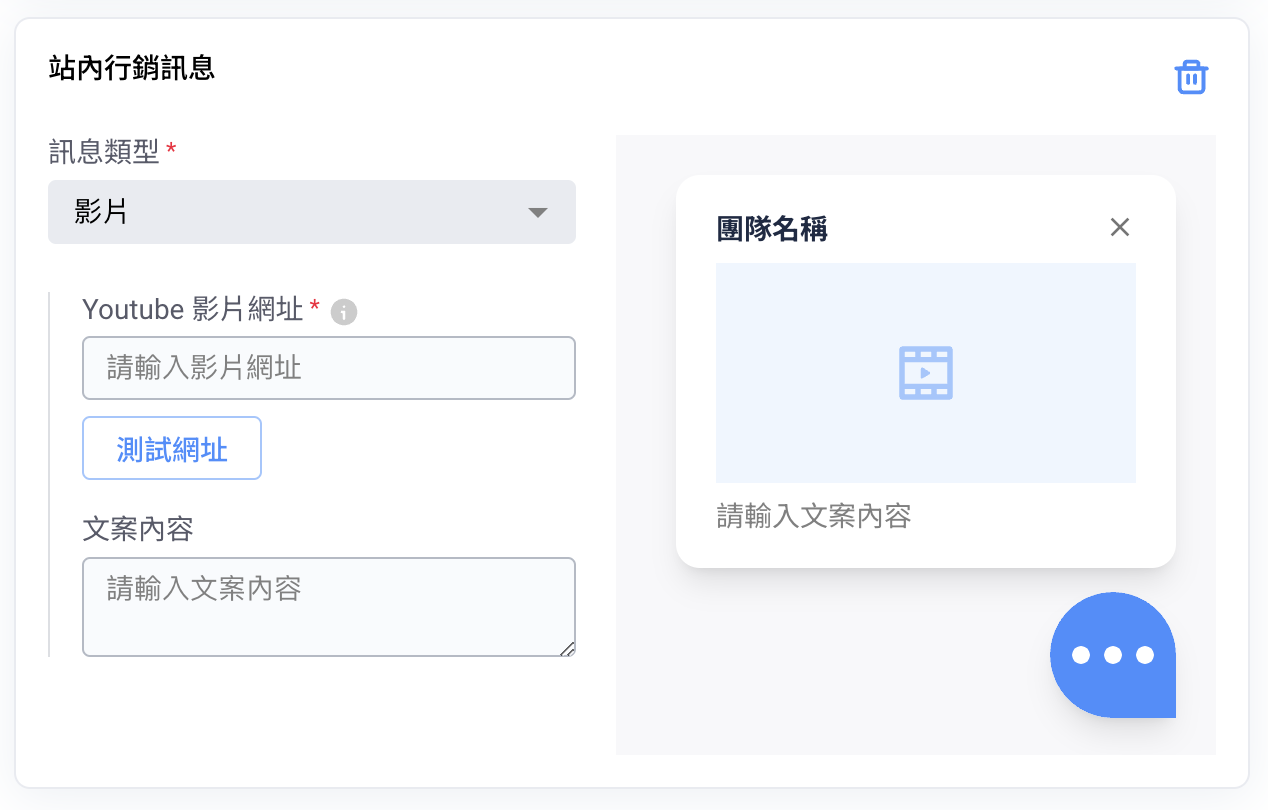 站內行銷訊息
訊息類型 *
影片
Youtube 影片網址 *
請輸入影片網址
測試網址
文案內容
請輸入文案內容
團隊名稱
請輸入文案內容